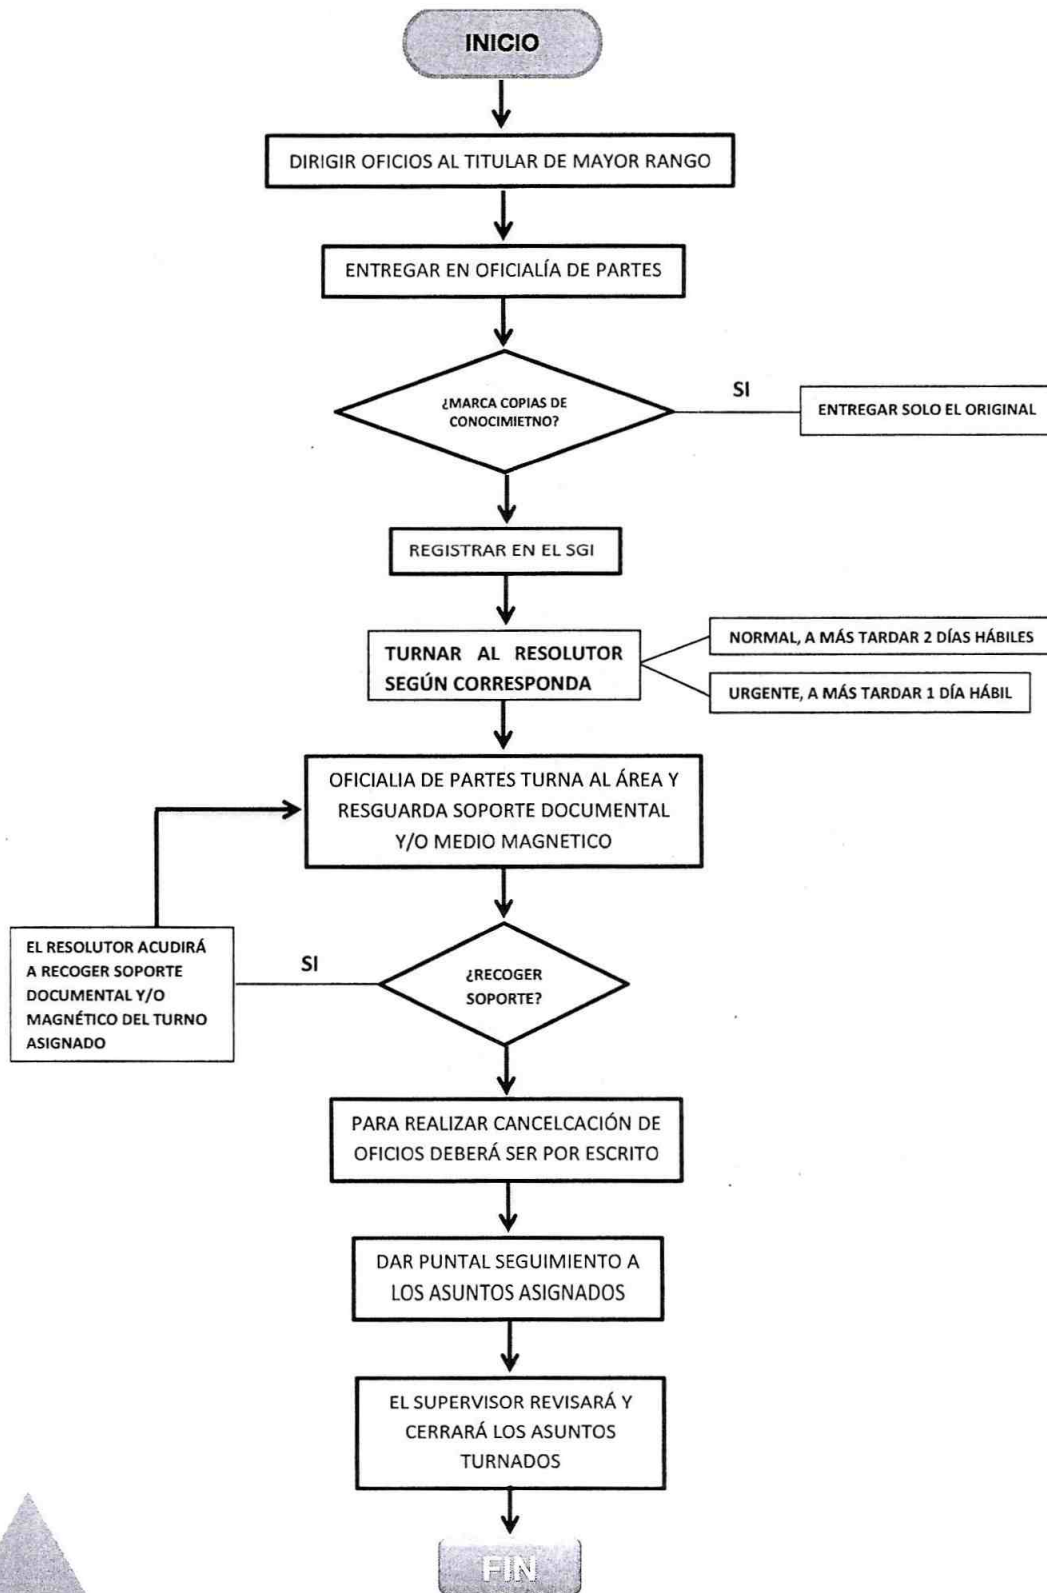 INICIO
DIRIGIR OFICIOS AL TITULAR DE MAYOR RANGO
ENTREGAR EN OFICIALÍA DE PARTES
¿MARCA COPIAS DE
CONOCIMIETNO?
SI
ENTREGAR SOLO EL ORIGINAL
REGISTRAR EN EL SGI
TURNAR AL RESOLUTOR
SEGÚN CORRESPONDA
NORMAL, A MÁS TARDAR 2 DÍAS HÁBILES
URGENTE, A MÁS TARDAR 1 DÍA HÁBIL
OFICIALIA DE PARTES TURNA AL ÁREA Y
RESGUARDA SOPORTE DOCUMENTAL
Y/O MEDIO MAGNETICO
EL RESOLUTOR ACUDIRÁ
A RECOGER SOPORTE
DOCUMENTAL Y/O
MAGNÉTICO DEL TURNO
ASIGNADO
SI
¿RECOGER
SOPORTE?
PARA REALIZAR CANCELCACIÓN DE
OFICIOS DEBERÁ SER POR ESCRITO
DAR PUNTAL SEGUIMIENTO A
LOS ASUNTOS ASIGNADOS
EL SUPERVISOR REVISARÁ Y
CERRARÁ LOS ASUNTOS
TURNADOS
FIN